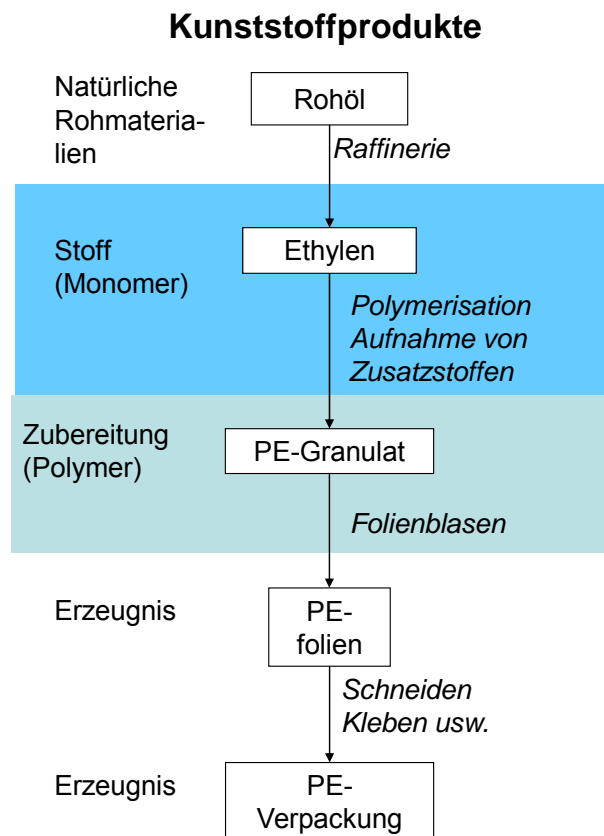 Kunststoffprodukte
Natürliche
Rohmateria-
lien
Rohöl
Raffinerie
Stoff
(Monomer)
Ethylen
Polymerisation
Aufnahme von
Zusatzstoffen
Zubereitung
(Polymer)
PE-Granulat
Folienblasen
Erzeugnis
PE-
folien
Schneiden
Kleben usw.
Erzeugnis
PE-
Verpackung